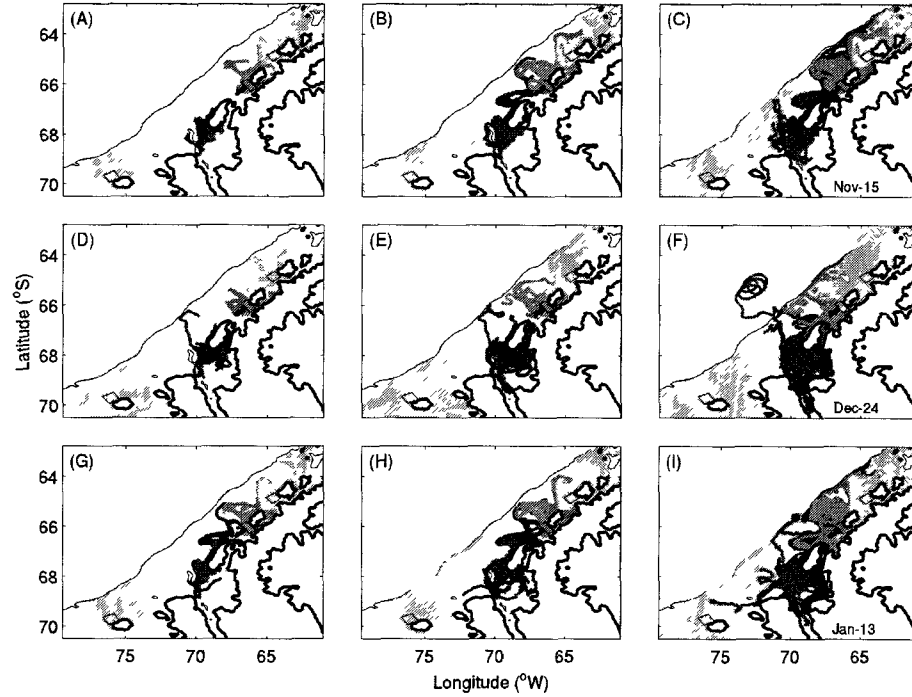 (A) (B) (C)
64
66
68
70
Nov-15
(D) (E) (F)
64
66
68
70
Dec-24
Latitude (°S)
(G) (H) (I)
64
66
68
70
Jan-13
75 70 65 75 70 65 75 70 65
Longitude (°W)